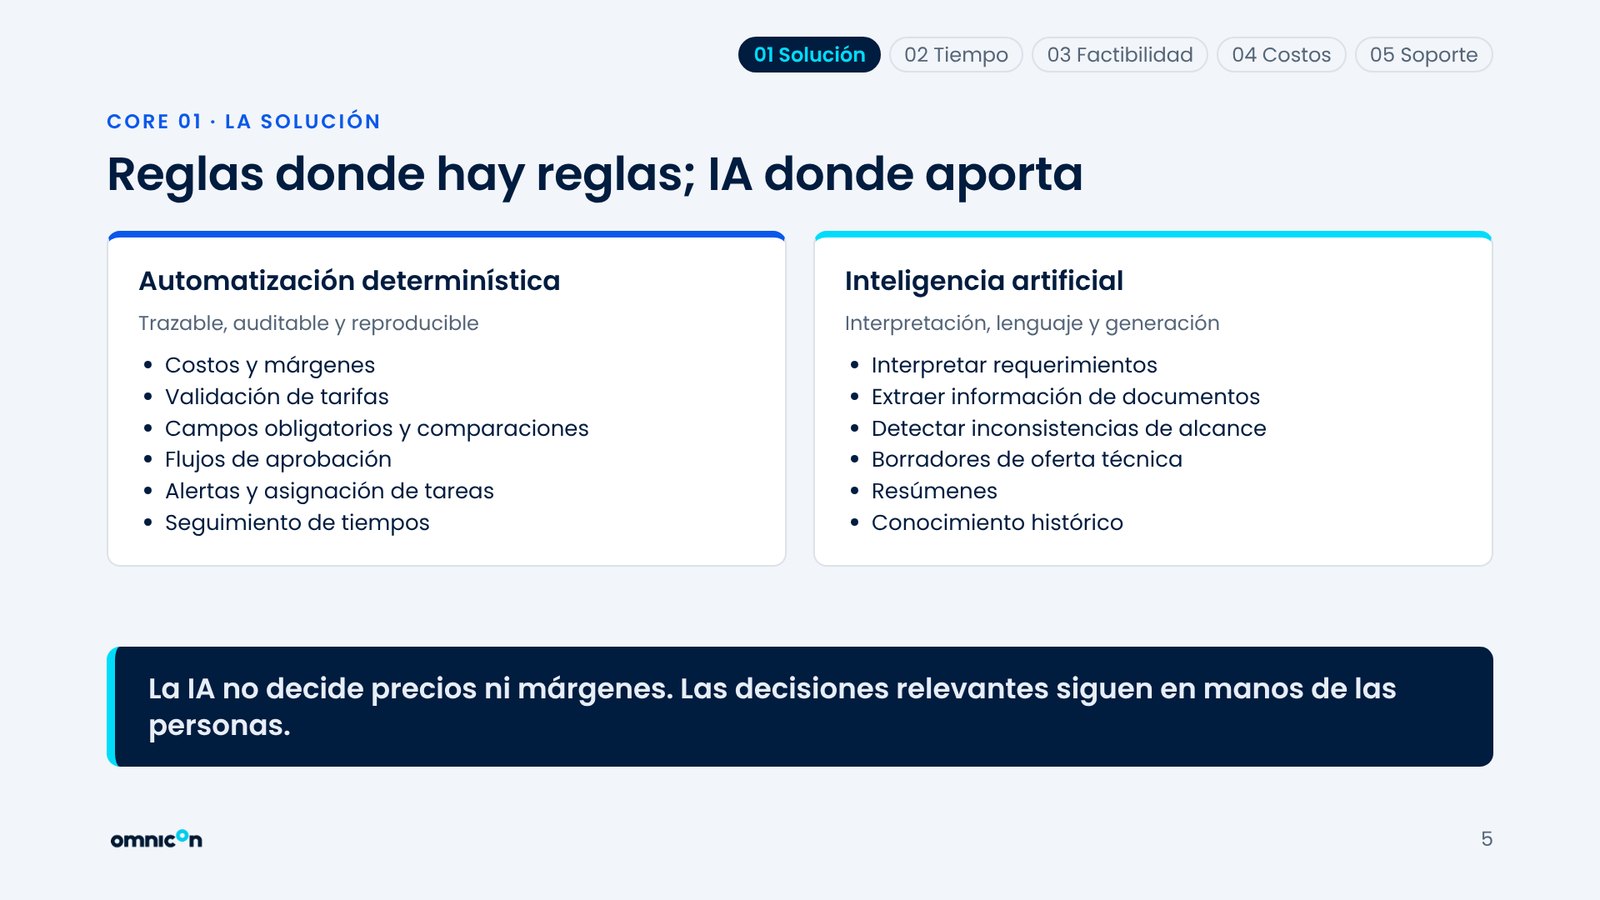 01 Solución
02 Tiempo
03 Factibilidad
04 Costos
05 Soporte
CORE 01 · LA SOLUCIÓN
Reglas donde hay reglas; IA donde aporta
Automatización determinística
Trazable, auditable y reproducible
• Costos y márgenes
• Validación de tarifas
• Campos obligatorios y comparaciones
• Flujos de aprobación
• Alertas y asignación de tareas
• Seguimiento de tiempos
Inteligencia artificial
Interpretación, lenguaje y generación
• Interpretar requerimientos
• Extraer información de documentos
• Detectar inconsistencias de alcance
• Borradores de oferta técnica
• Resúmenes
• Conocimiento histórico
La IA no decide precios ni márgenes. Las decisiones relevantes siguen en manos de las
personas.
omnicon
5